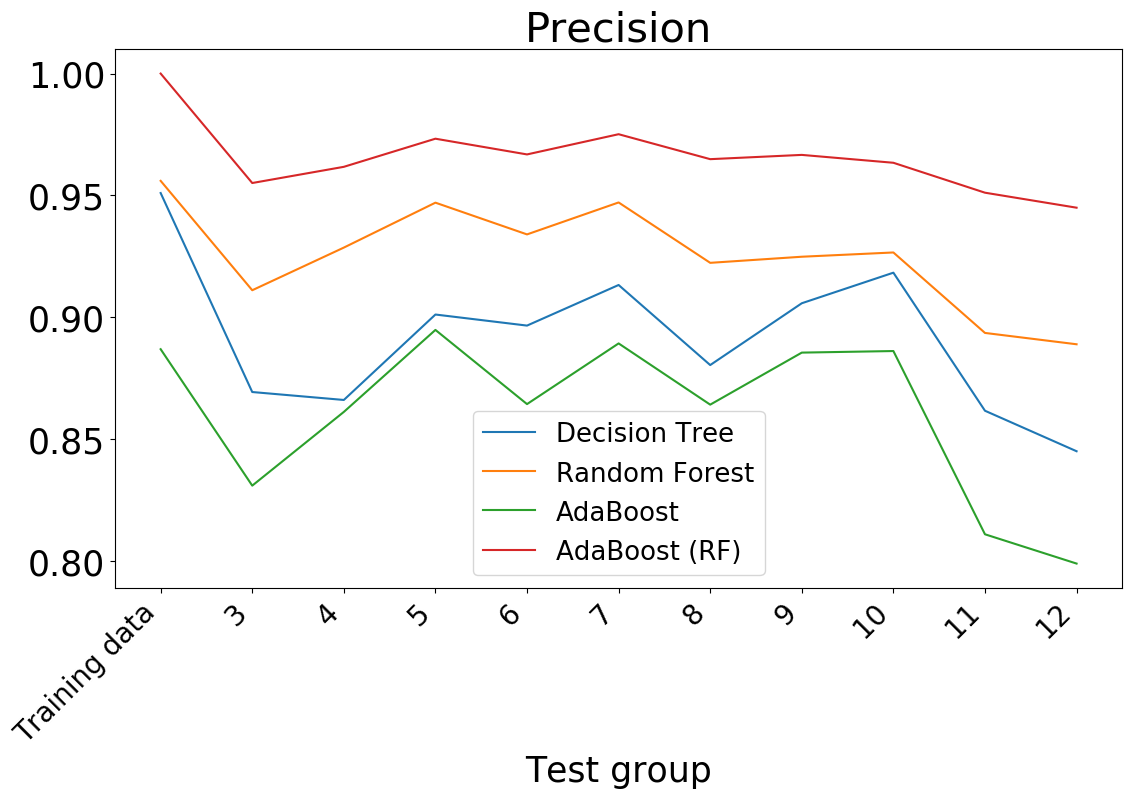 Precision
1.00
0.95
0.90
0.85
0.80
Decision Tree
Random Forest
AdaBoost
AdaBoost (RF)
Training data
3
4
5
6
7
8
9
10
11
12
Test group